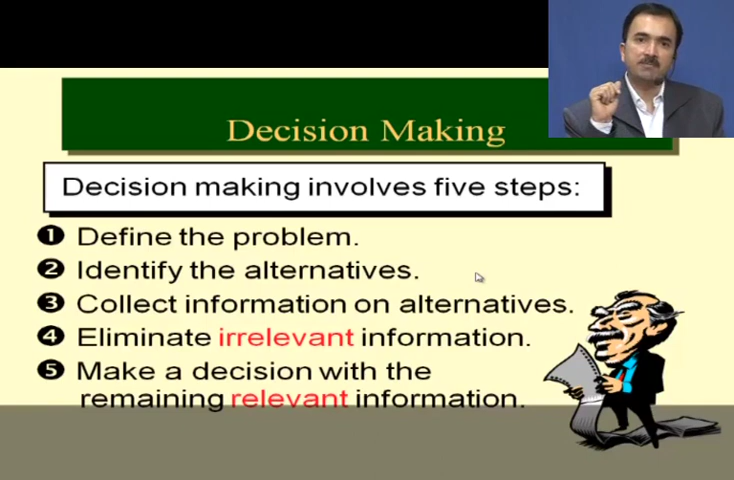 Decision Making
Decision making involves five steps:
❶ Define the problem.
❷ Identify the alternatives.
❸ Collect information on alternatives.
❹ Eliminate irrelevant information.
❺ Make a decision with the
remaining relevant information.